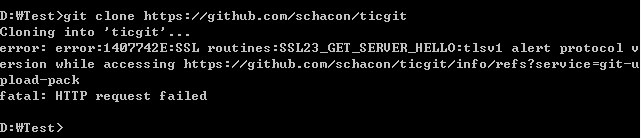 D:₩Test>git clone https://github.com/schacon/ticgit
Cloning into 'ticgit'...
error: error:1407742E:SSL routines:SSL23_GET_SERVER_HELLO:tlsv1 alert protocol v
ersion while accessing https://github.com/schacon/ticgit/info/refs?service=git-u
pload-pack
fatal: HTTP request failed
D:₩Test>